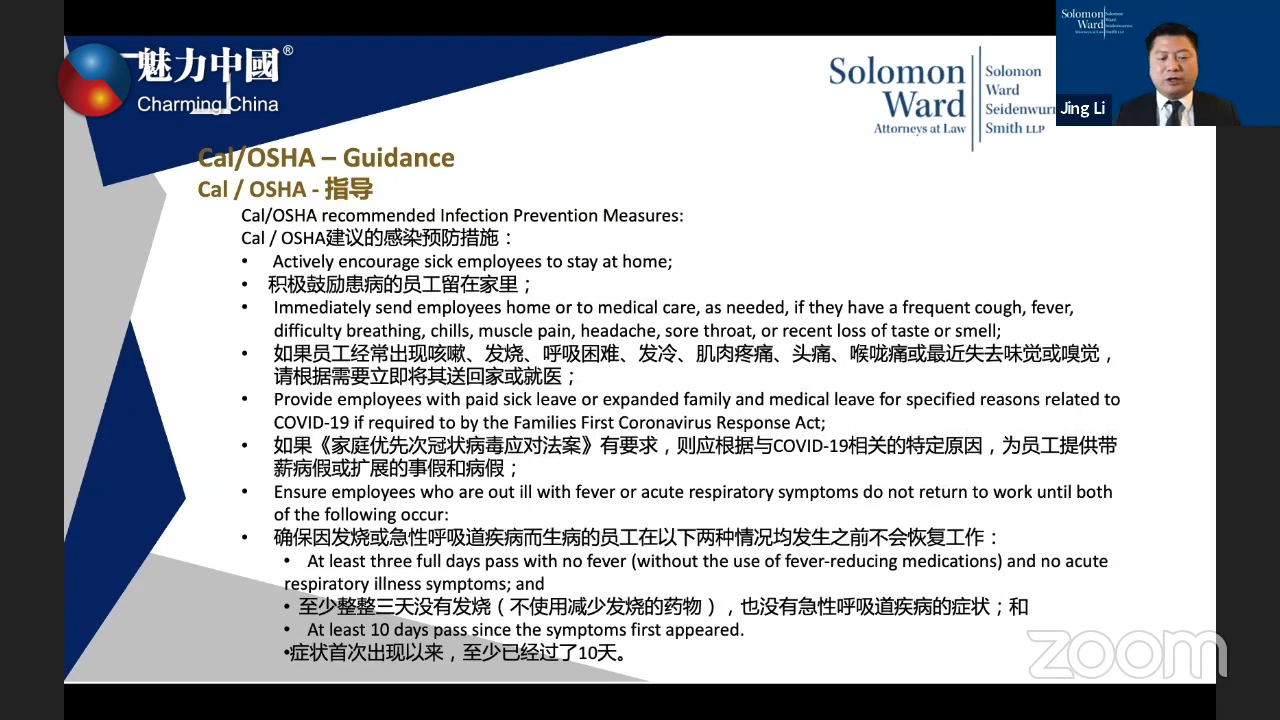 魅力中國®
Charming China
Solomon Ward
Attorneys at Law
Solomon
Ward
Smith LLP
Solomon
Ward
Jing Li
Cal/OSHA – Guidance
Cal / OSHA - 指导
Cal/OSHA recommended Infection Prevention Measures:
Cal / OSHA建议的感染预防措施：
• Actively encourage sick employees to stay at home;
• 积极鼓励患病的员工留在家里；
• Immediately send employees home or to medical care, as needed, if they have a frequent cough, fever,
difficulty breathing, chills, muscle pain, headache, sore throat, or recent loss of taste or smell;
• 如果员工经常出现咳嗽、发烧、呼吸困难、发冷、肌肉疼痛、头痛、喉咙痛或最近失去味觉或嗅觉，
请根据需要立即将其送回家或就医；
• Provide employees with paid sick leave or expanded family and medical leave for specified reasons related to
COVID-19 if required to by the Families First Coronavirus Response Act;
• 如果《家庭优先次冠状病毒应对法案》有要求，则应根据与COVID-19相关的特定原因，为员工提供带
薪病假或扩展的事假和病假；
• Ensure employees who are out ill with fever or acute respiratory symptoms do not return to work until both
of the following occur:
• 确保因发烧或急性呼吸道疾病而生病的员工在以下两种情况均发生之前不会恢复工作：
• At least three full days pass with no fever (without the use of fever-reducing medications) and no acute
respiratory illness symptoms; and
• 至少整整三天没有发烧（不使用减少发烧的药物），也没有急性呼吸道疾病的症状；和
• At least 10 days pass since the symptoms first appeared.
•症状首次出现以来，至少已经过了10天。
zoom